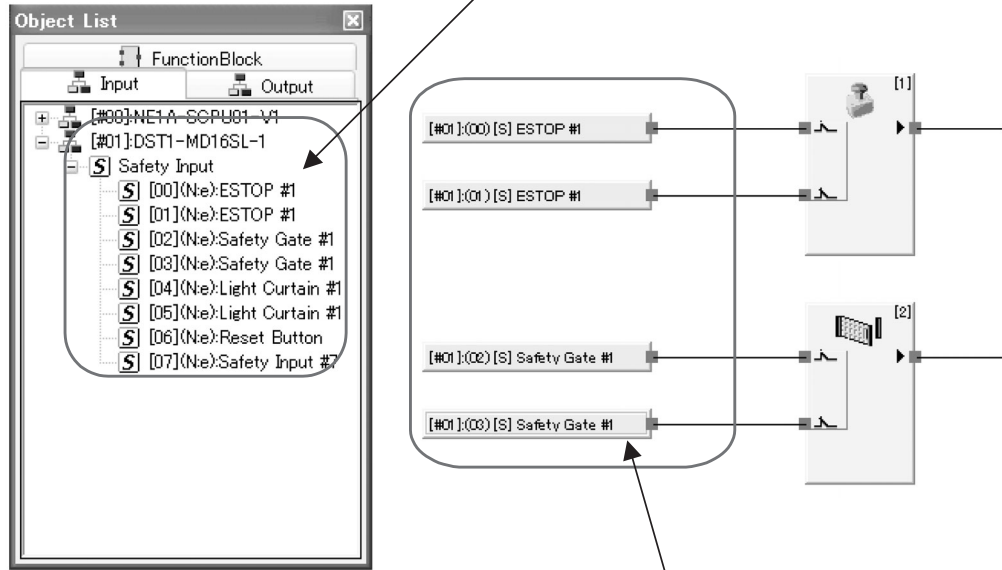 Object List
FunctionBlock
Input
Output
[#00]:NE1A-SCPU01-V1
[#01]:DST1-MD16SL-1
S Safety Input
S [00](N:e):ESTOP #1
S [01](N:e):ESTOP #1
S [02](N:e):Safety Gate #1
S [03](N:e):Safety Gate #1
S [04](N:e):Light Curtain #1
S [05](N:e):Light Curtain #1
S [06](N:e):Reset Button
S [07](N:e):Safety Input #7
[#01]:(00)[S] ESTOP #1
[#01]:(01)[S] ESTOP #1
[#01]:(02)[S] Safety Gate #1
[#01]:(03)[S] Safety Gate #1
[1]
[2]